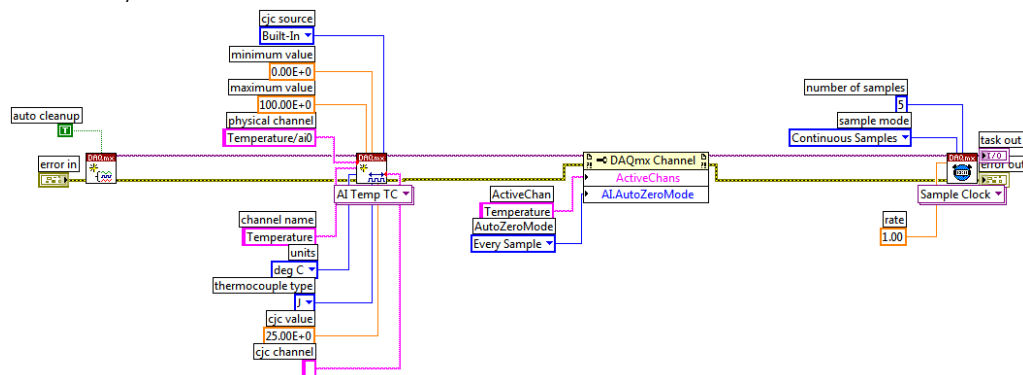 cjc source
Built-In
minimum value
0.00E+0
maximum value
100.00E+0
physical channel
Temperature/ai0
auto cleanup
T
error in
DAQmx
DAQmx
AI Temp TC
channel name
Temperature
units
deg C
thermocouple type
J
cjc value
25.00E+0
cjc channel
DAQmx Channel
ActiveChans
AI.AutoZeroMode
ActiveChan
Temperature
AutoZeroMode
Every Sample
number of samples
5
sample mode
Continuous Samples
DAQmx
Sample Clock
task out
I/O
error out
rate
1.00